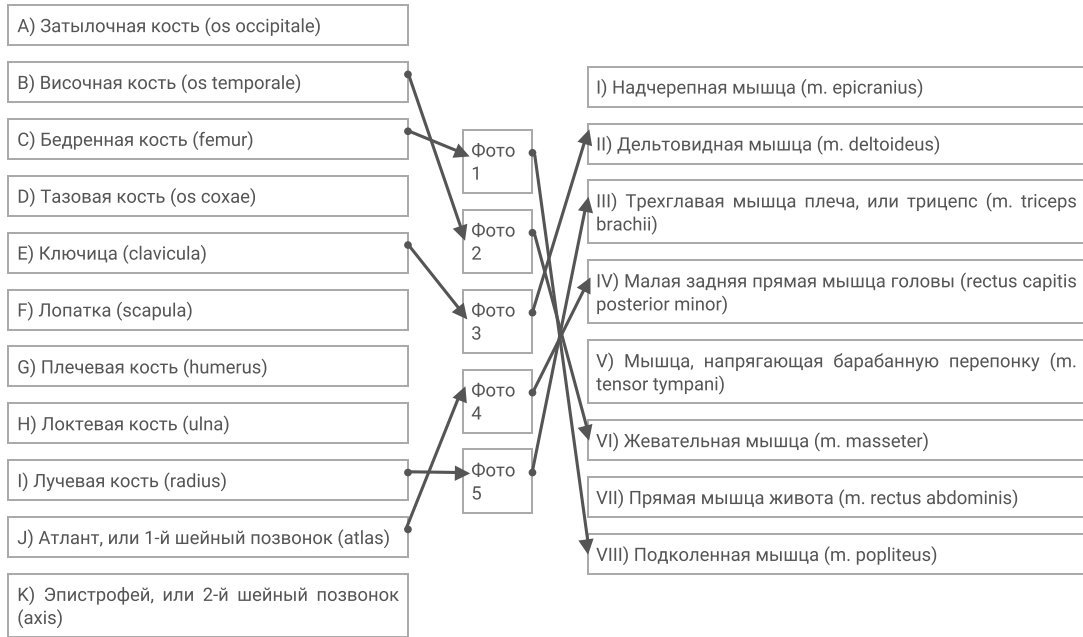 A) Затылочная кость (os occipitale)
B) Височная кость (os temporale)
C) Бедренная кость (femur)
D) Тазовая кость (os coxae)
E) Ключица (clavicula)
F) Лопатка (scapula)
G) Плечевая кость (humerus)
H) Локтевая кость (ulna)
I) Лучевая кость (radius)
J) Атлант, или 1-й шейный позвонок (atlas)
K) Эпистрофей, или 2-й шейный позвонок
(axis)
Фото
1
Фото
2
Фото
3
Фото
4
Фото
5
I) Надчерепная мышца (m. epicranius)
II) Дельтовидная мышца (m. deltoideus)
III) Трехглавая мышца плеча, или трицепс (m. triceps
brachii)
IV) Малая задняя прямая мышца головы (rectus capitis
posterior minor)
V) Мышца, напрягающая барабанную перепонку (m.
tensor tympani)
VI) Жевательная мышца (m. masseter)
VII) Прямая мышца живота (m. rectus abdominis)
VIII) Подколенная мышца (m. popliteus)